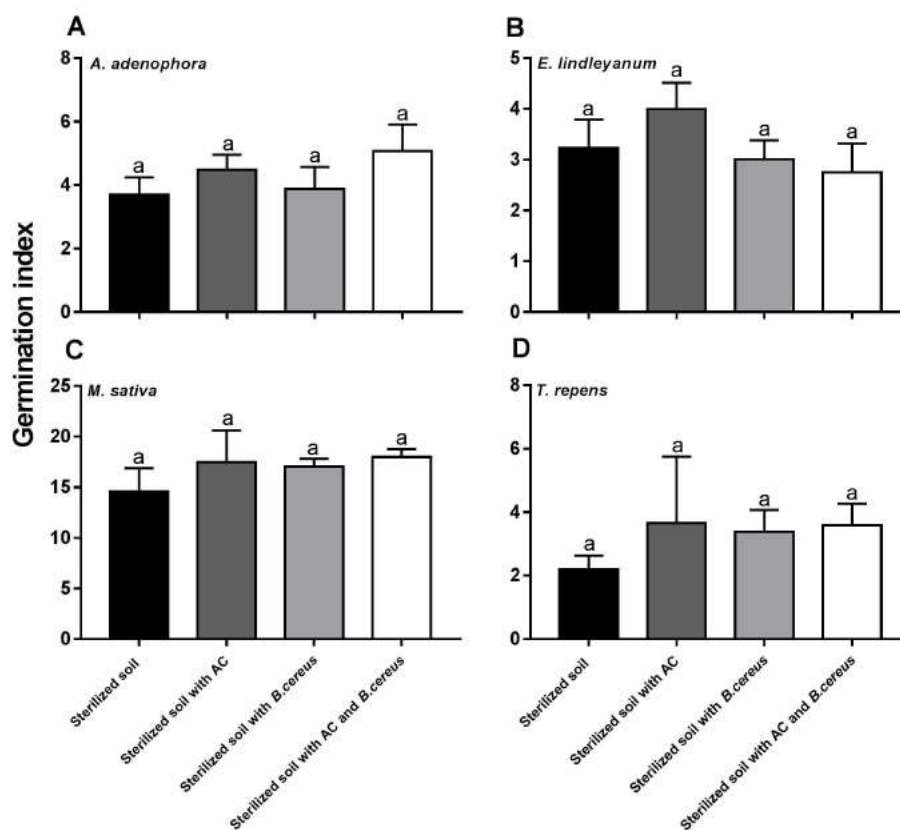 A
B
8
6
4
2
0
A. adenophora
a
a
a
a
5
4
3
2
1
0
E. lindleyanum
a
a
a
a
Germination index
C
D
25
20
15
10
5
0
M. sativa
a
a
a
a
8
6
4
2
0
T. repens
a
a
a
a
Sterilized soil
Sterilized soil with AC
Sterilized soil with B.cereus
Sterilized soil with AC and B.cereus
Sterilized soil
Sterilized soil with AC
Sterilized soil with B.cereus
Sterilized soil with AC and B.cereus